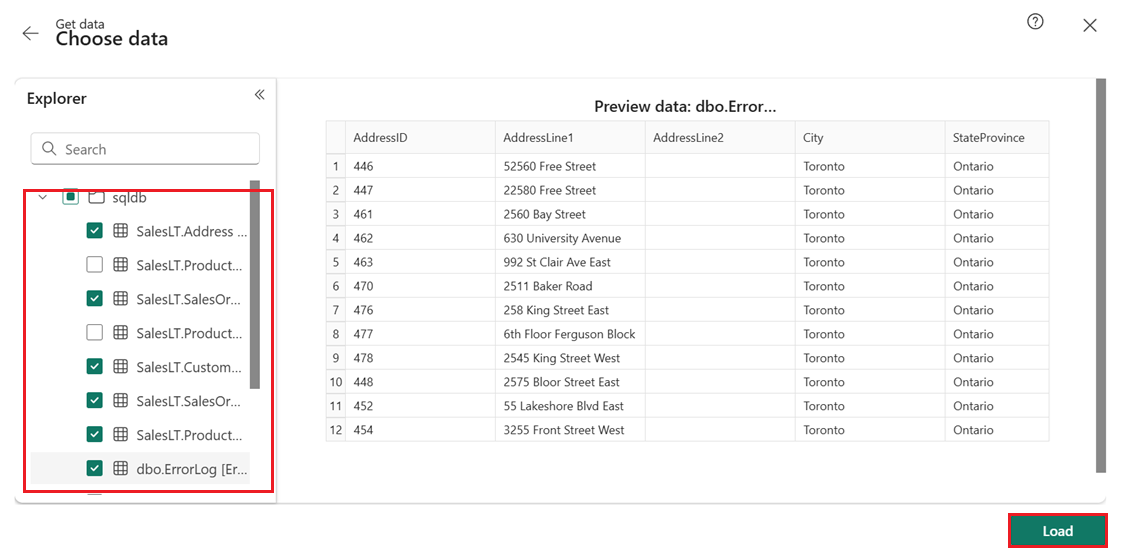 Get data
Choose data
Explorer
Search
sqldb
SalesLT.Address ...
SalesLT.Product...
SalesLT.SalesOr...
SalesLT.Product...
SalesLT.Custom...
SalesLT.SalesOr...
SalesLT.Product...
dbo.ErrorLog [Er...
Preview data: dbo.Error...
AddressID AddressLine1 AddressLine2 City StateProvince
1 446 52560 Free Street Toronto Ontario
2 447 22580 Free Street Toronto Ontario
3 461 2560 Bay Street Toronto Ontario
4 462 630 University Avenue Toronto Ontario
5 463 992 St Clair Ave East Toronto Ontario
6 470 2511 Baker Road Toronto Ontario
7 476 258 King Street East Toronto Ontario
8 477 6th Floor Ferguson Block Toronto Ontario
9 478 2545 King Street West Toronto Ontario
10 448 2575 Bloor Street East Toronto Ontario
11 452 55 Lakeshore Blvd East Toronto Ontario
12 454 3255 Front Street West Toronto Ontario
Load